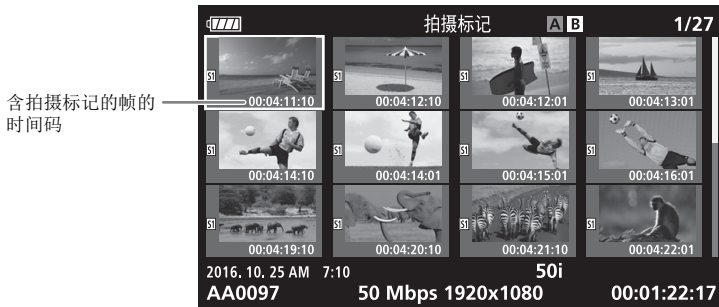 拍摄标记 A B 1/27
含拍摄标记的帧的
时间码
S1 00:04:11:10 S1 00:04:12:10 S1 00:04:12:01 S1 00:04:13:01
S1 00:04:14:10 S1 00:04:14:01 S1 00:04:15:01 S1 00:04:16:01
S1 00:04:19:10 S1 00:04:20:10 S1 00:04:21:10 S1 00:04:22:01
2016. 10. 25 AM 7:10 50i
AA0097 50 Mbps 1920x1080 00:01:22:17